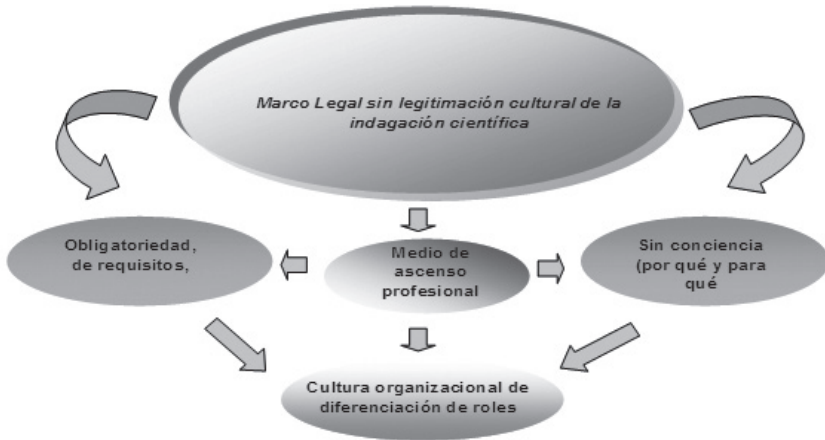 Marco Legal sin legitimación cultural de la
indagación científica
Obligatoriedad,
de requisitos,
Medio de
ascenso
profesional
Sin conciencia
(por qué y para
qué
Cultura organizacional de
diferenciación de roles